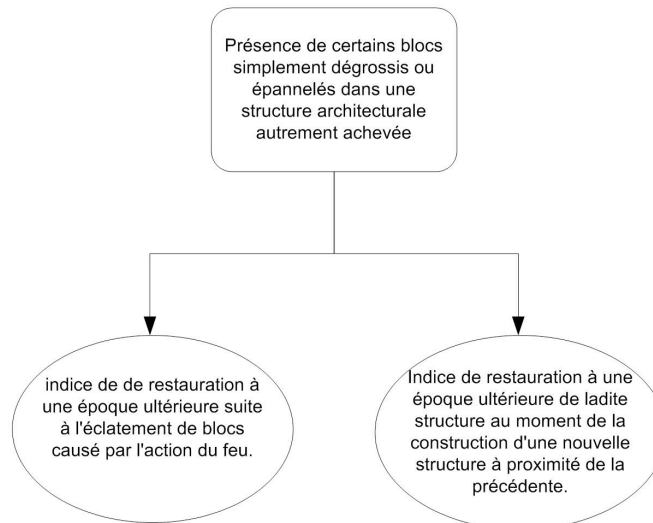 Présence de certains blocs
simplement dégrossis ou
épannelés dans une
structure architecturale
autrement achevée
indice de de restauration à
une époque ultérieure suite
à l'éclatement de blocs
causé par l'action du feu.
Indice de restauration à une
époque ultérieure de ladite
structure au moment de la
construction d'une nouvelle
structure à proximité de la
précédente.